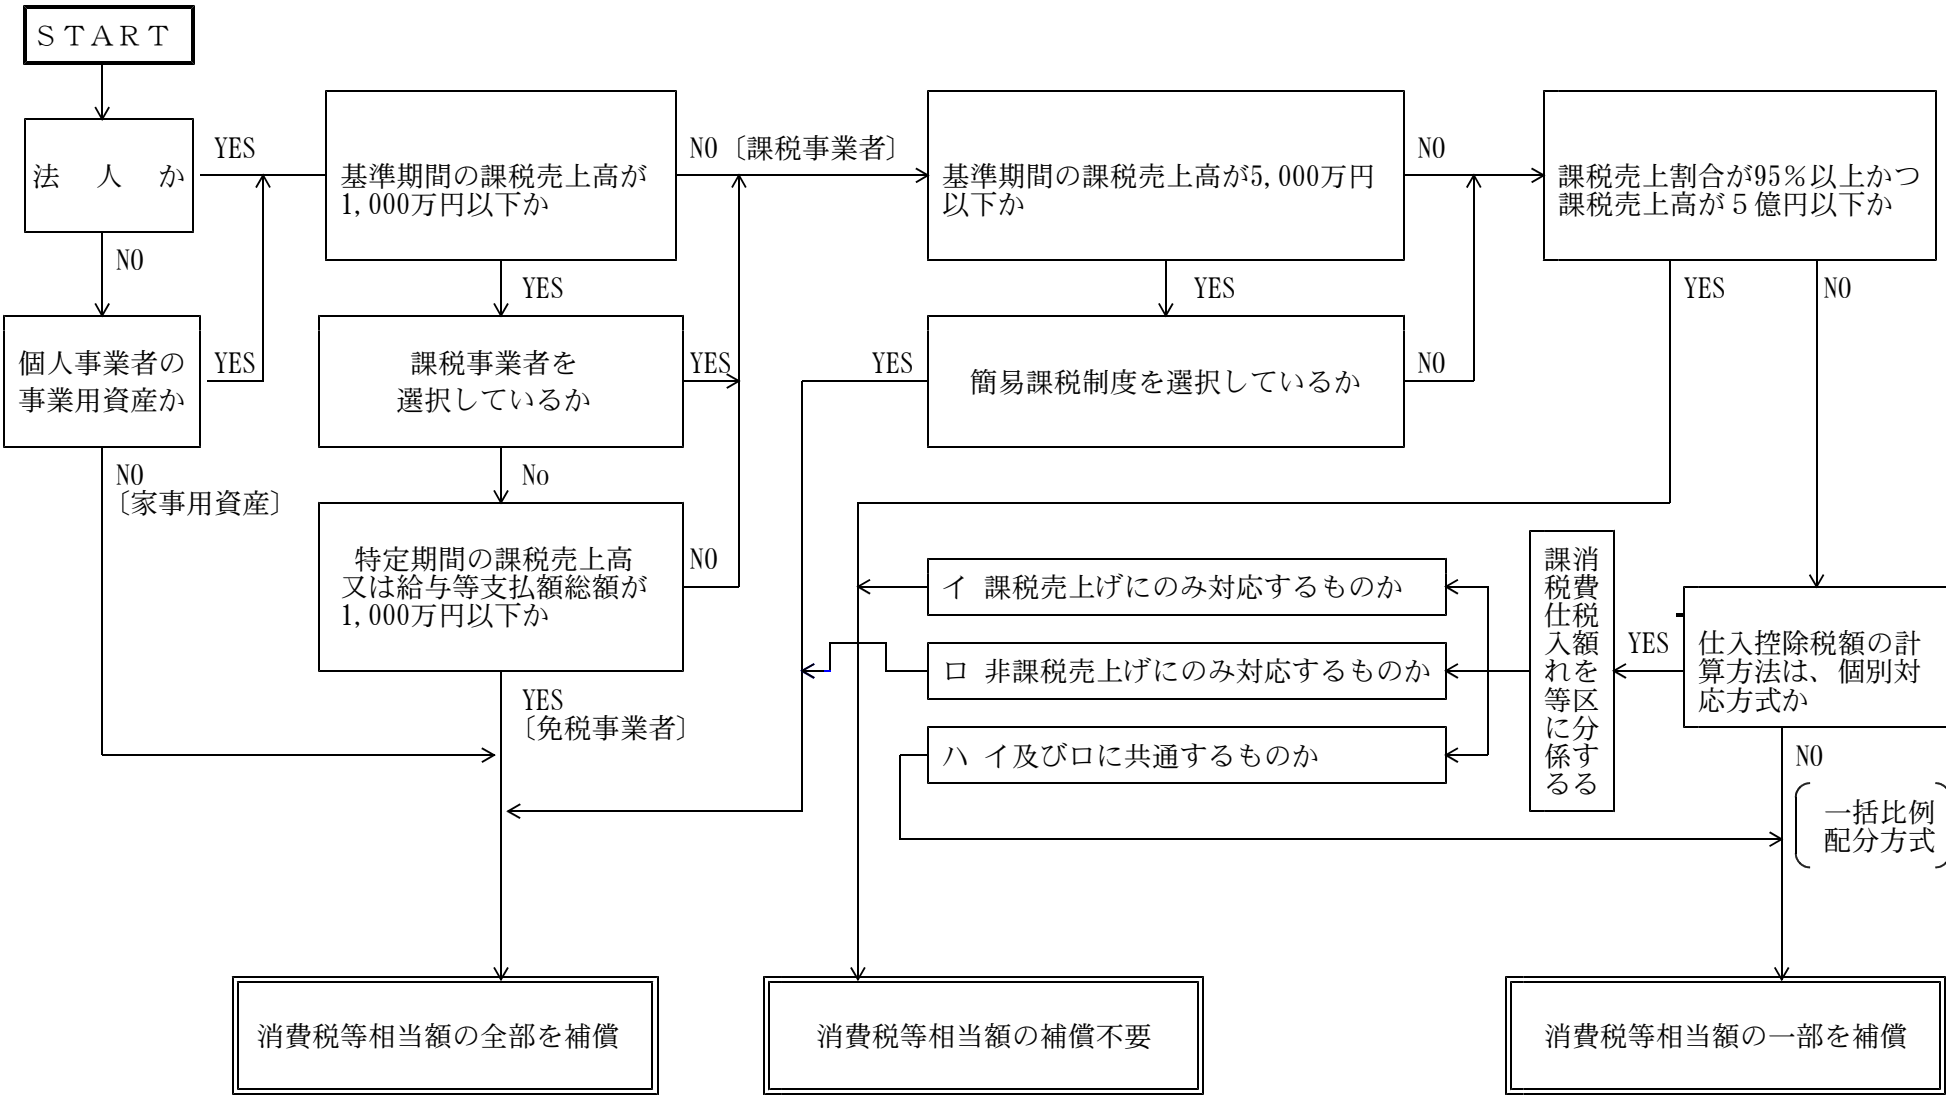 ＳＴＡＲＴ
法　人　か
YES
NO
個人事業者の
事業用資産か
YES
NO
〔家事用資産〕
基準期間の課税売上高が
1,000万円以下か
NO〔課税事業者〕
YES
課税事業者を
選択しているか
YES
No
特定期間の課税売上高
又は給与等支払額総額が
1,000万円以下か
NO
YES
〔免税事業者〕
基準期間の課税売上高が5,000万円
以下か
NO
YES
簡易課税制度を選択しているか
YES
NO
課税売上割合が95％以上かつ
課税売上高が５億円以下か
YES
NO
仕入控除税額の計
算方法は、個別対
応方式か
YES
NO
一括比例
配分方式
消費税額を区分する
課税仕入れ等に係る
イ 課税売上げにのみ対応するものか
ロ 非課税売上げにのみ対応するものか
ハ イ及びロに共通するものか
消費税等相当額の全部を補償
消費税等相当額の補償不要
消費税等相当額の一部を補償